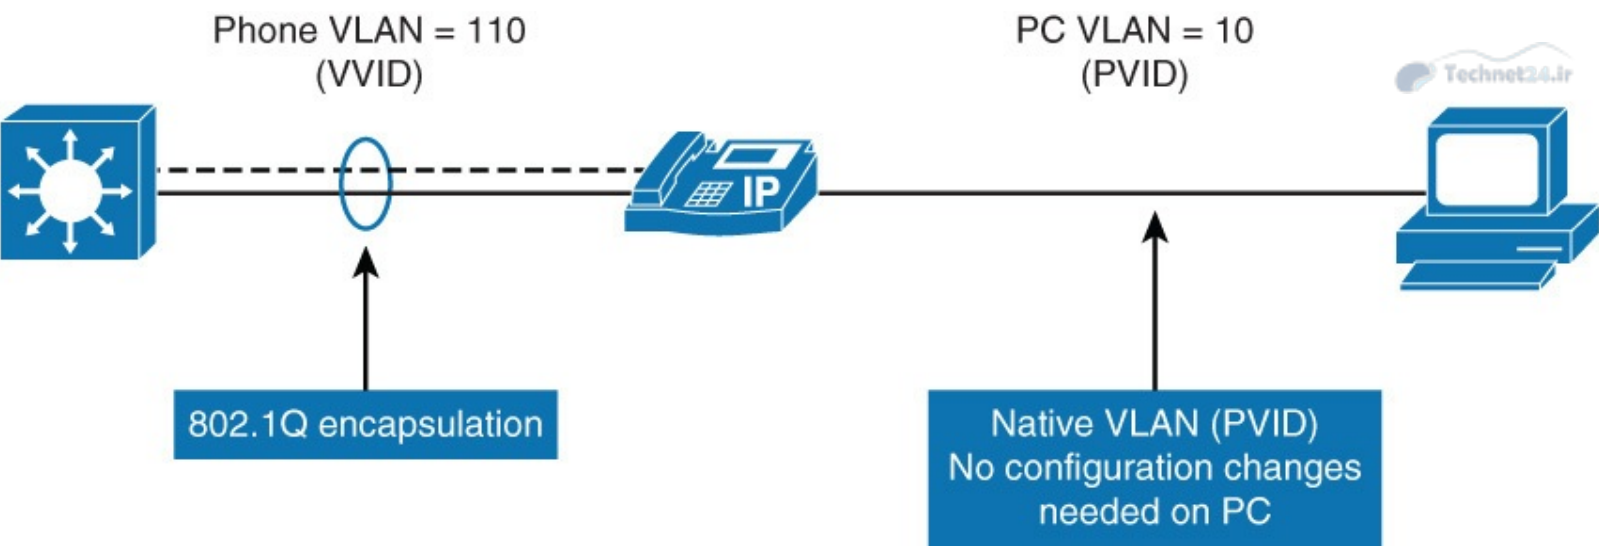 Phone VLAN = 110
(VVID)
PC VLAN = 10
(PVID)
Technet24.ir
IP
802.1Q encapsulation
Native VLAN (PVID)
No configuration changes
needed on PC